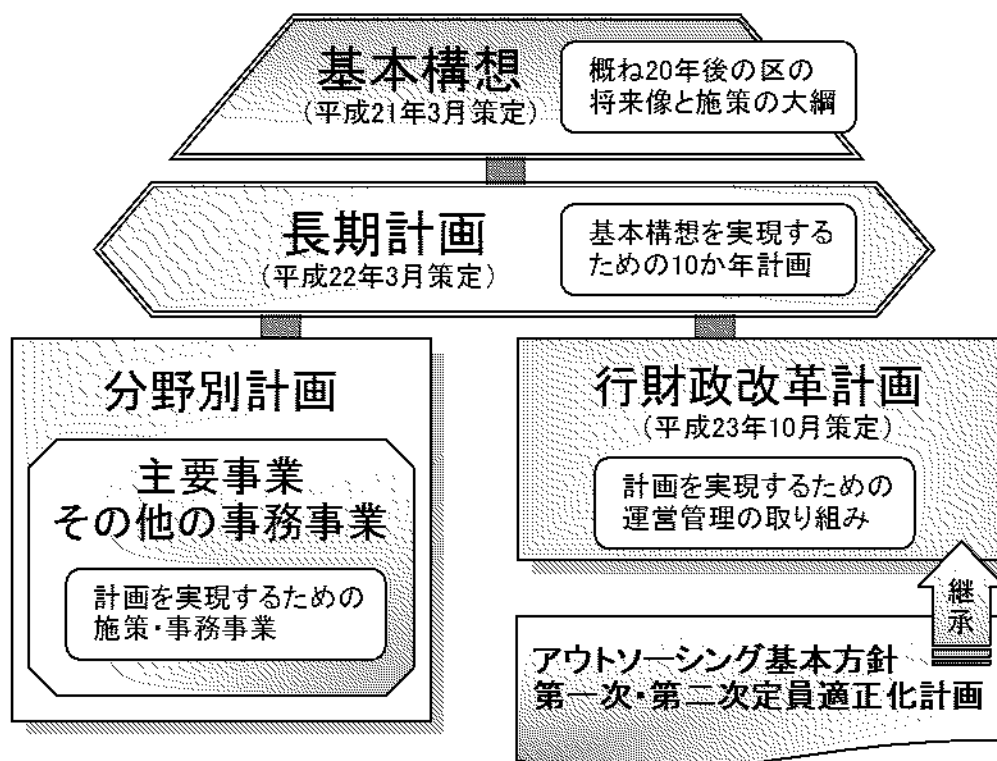 基本構想
(平成21年3月策定)
概ね20年後の区の
将来像と施策の大綱
長期計画
(平成22年3月策定)
基本構想を実現する
ための10か年計画
分野別計画
主要事業
その他の事務事業
計画を実現するための
施策・事務事業
行財政改革計画
(平成23年10月策定)
計画を実現するための
運営管理の取り組み
継承
アウトソーシング基本方針
第一次・第二次定員適正化計画